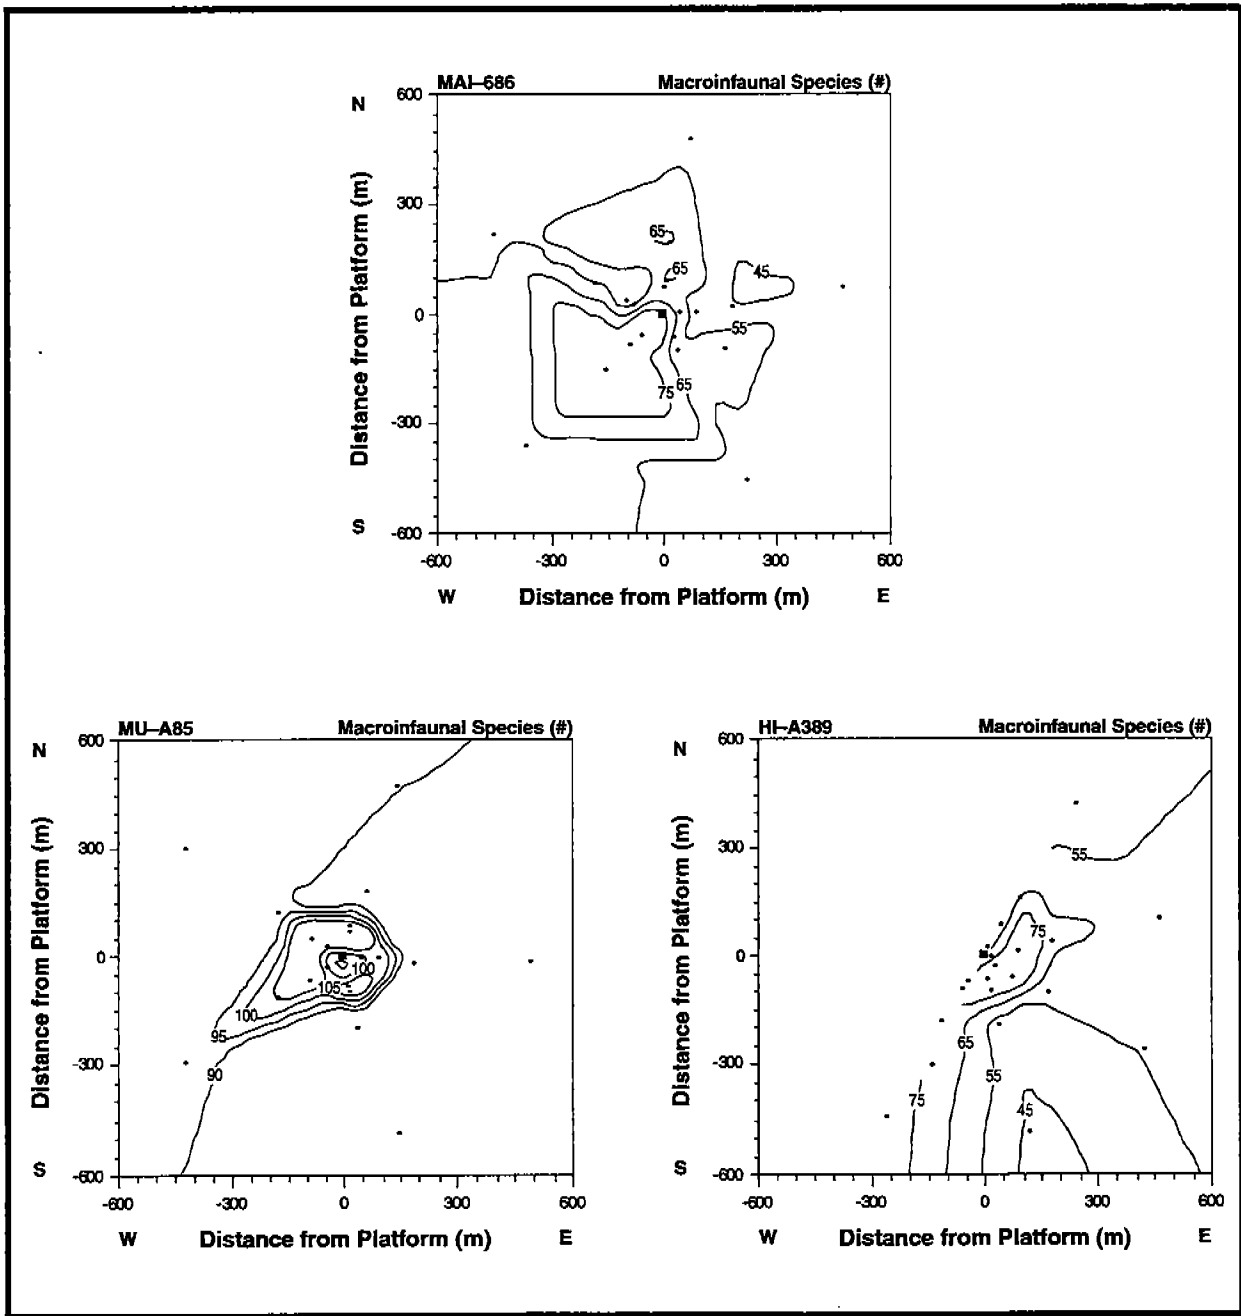 MAI–686 Macroinfaunal Species (#)
N
600
300
0
-300
-600
Distance from Platform (m)
S
65
65
45
55
75
65
-600 -300 0 300 600
W Distance from Platform (m) E
MU–A85 Macroinfaunal Species (#)
N
600
300
0
-300
-600
Distance from Platform (m)
S
100
105
100
95
90
-600 -300 0 300 600
W Distance from Platform (m) E
HI–A389 Macroinfaunal Species (#)
N
600
300
0
-300
-600
Distance from Platform (m)
S
55
75
65
55
75
45
-600 -300 0 300 600
W Distance from Platform (m) E